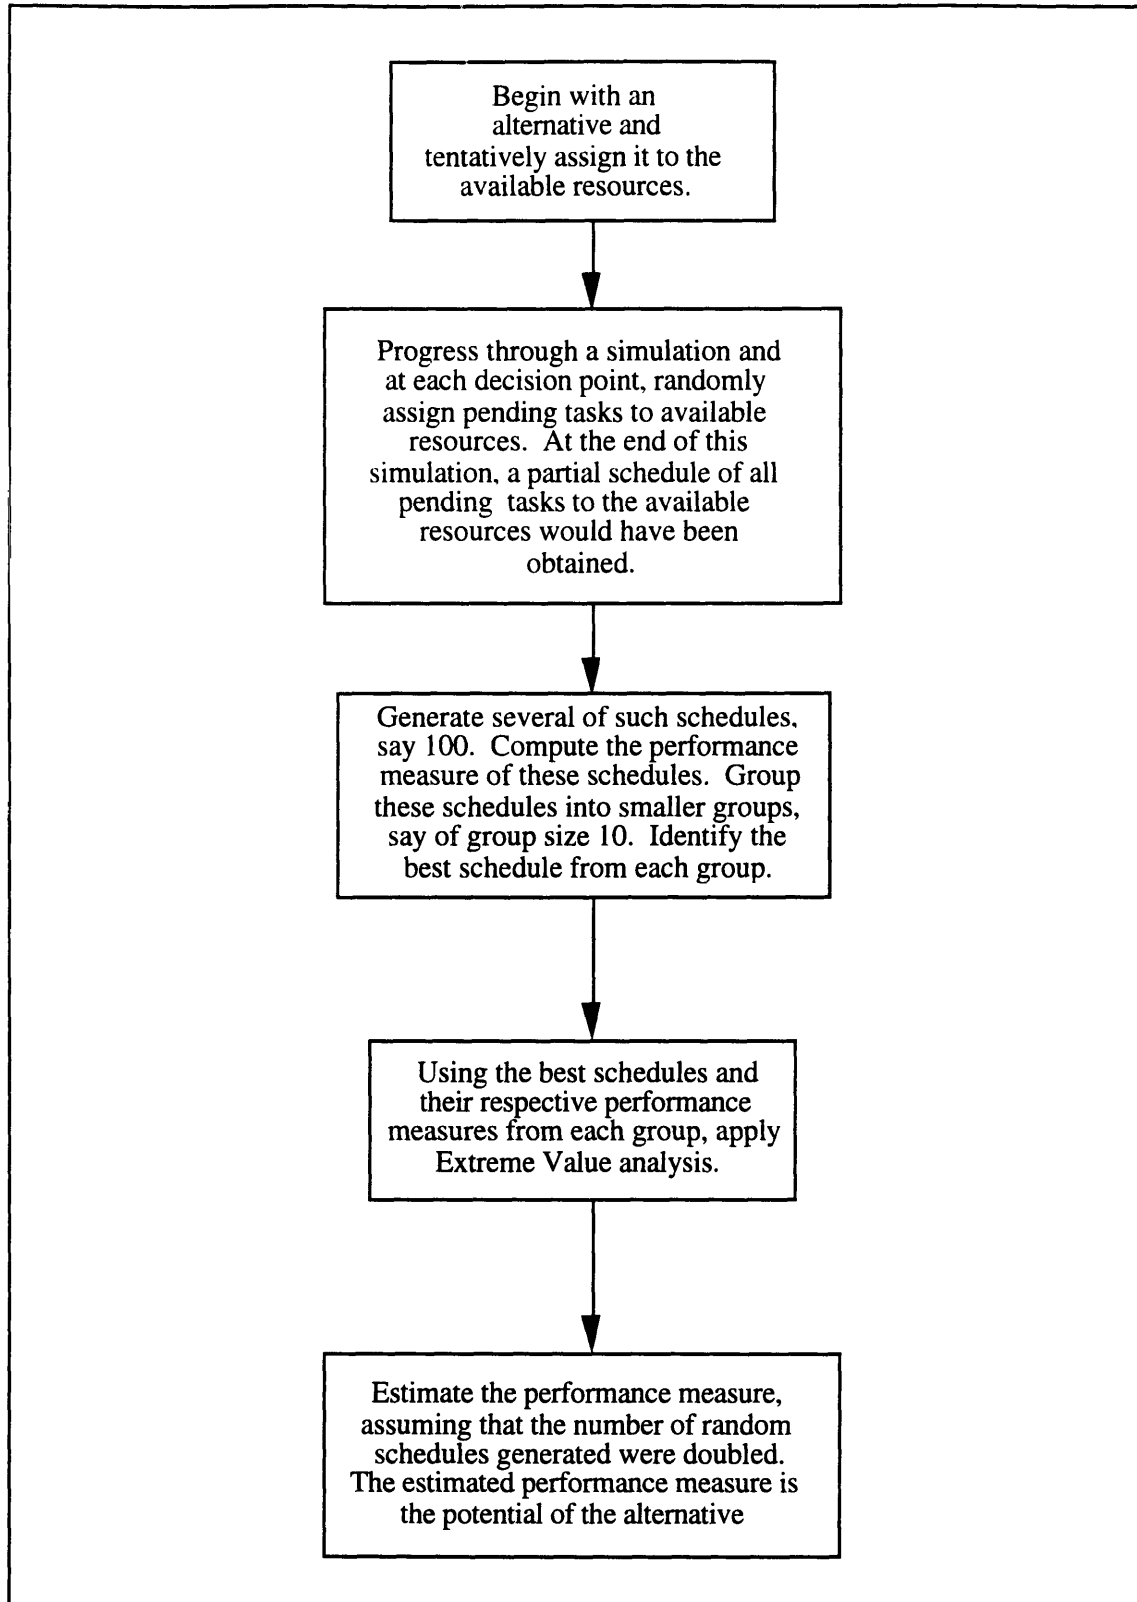 Begin with an
alternative and
tentatively assign it to the
available resources.
Progress through a simulation and
at each decision point, randomly
assign pending tasks to available
resources. At the end of this
simulation, a partial schedule of all
pending tasks to the available
resources would have been
obtained.
Generate several of such schedules,
say 100. Compute the performance
measure of these schedules. Group
these schedules into smaller groups,
say of group size 10. Identify the
best schedule from each group.
Using the best schedules and
their respective performance
measures from each group, apply
Extreme Value analysis.
Estimate the performance measure,
assuming that the number of random
schedules generated were doubled.
The estimated performance measure is
the potential of the alternative